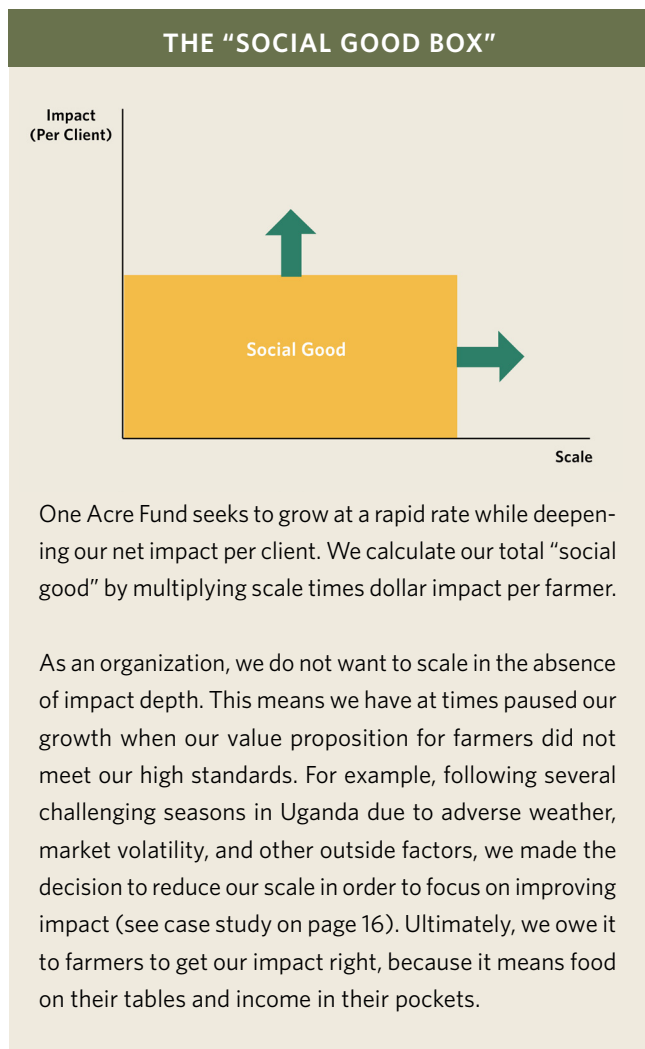 THE “SOCIAL GOOD BOX”
Impact
(Per Client)
Social Good
Scale
One Acre Fund seeks to grow at a rapid rate while deepen-
ing our net impact per client. We calculate our total “social
good” by multiplying scale times dollar impact per farmer.
As an organization, we do not want to scale in the absence
of impact depth. This means we have at times paused our
growth when our value proposition for farmers did not
meet our high standards. For example, following several
challenging seasons in Uganda due to adverse weather,
market volatility, and other outside factors, we made the
decision to reduce our scale in order to focus on improving
impact (see case study on page 16). Ultimately, we owe it
to farmers to get our impact right, because it means food
on their tables and income in their pockets.